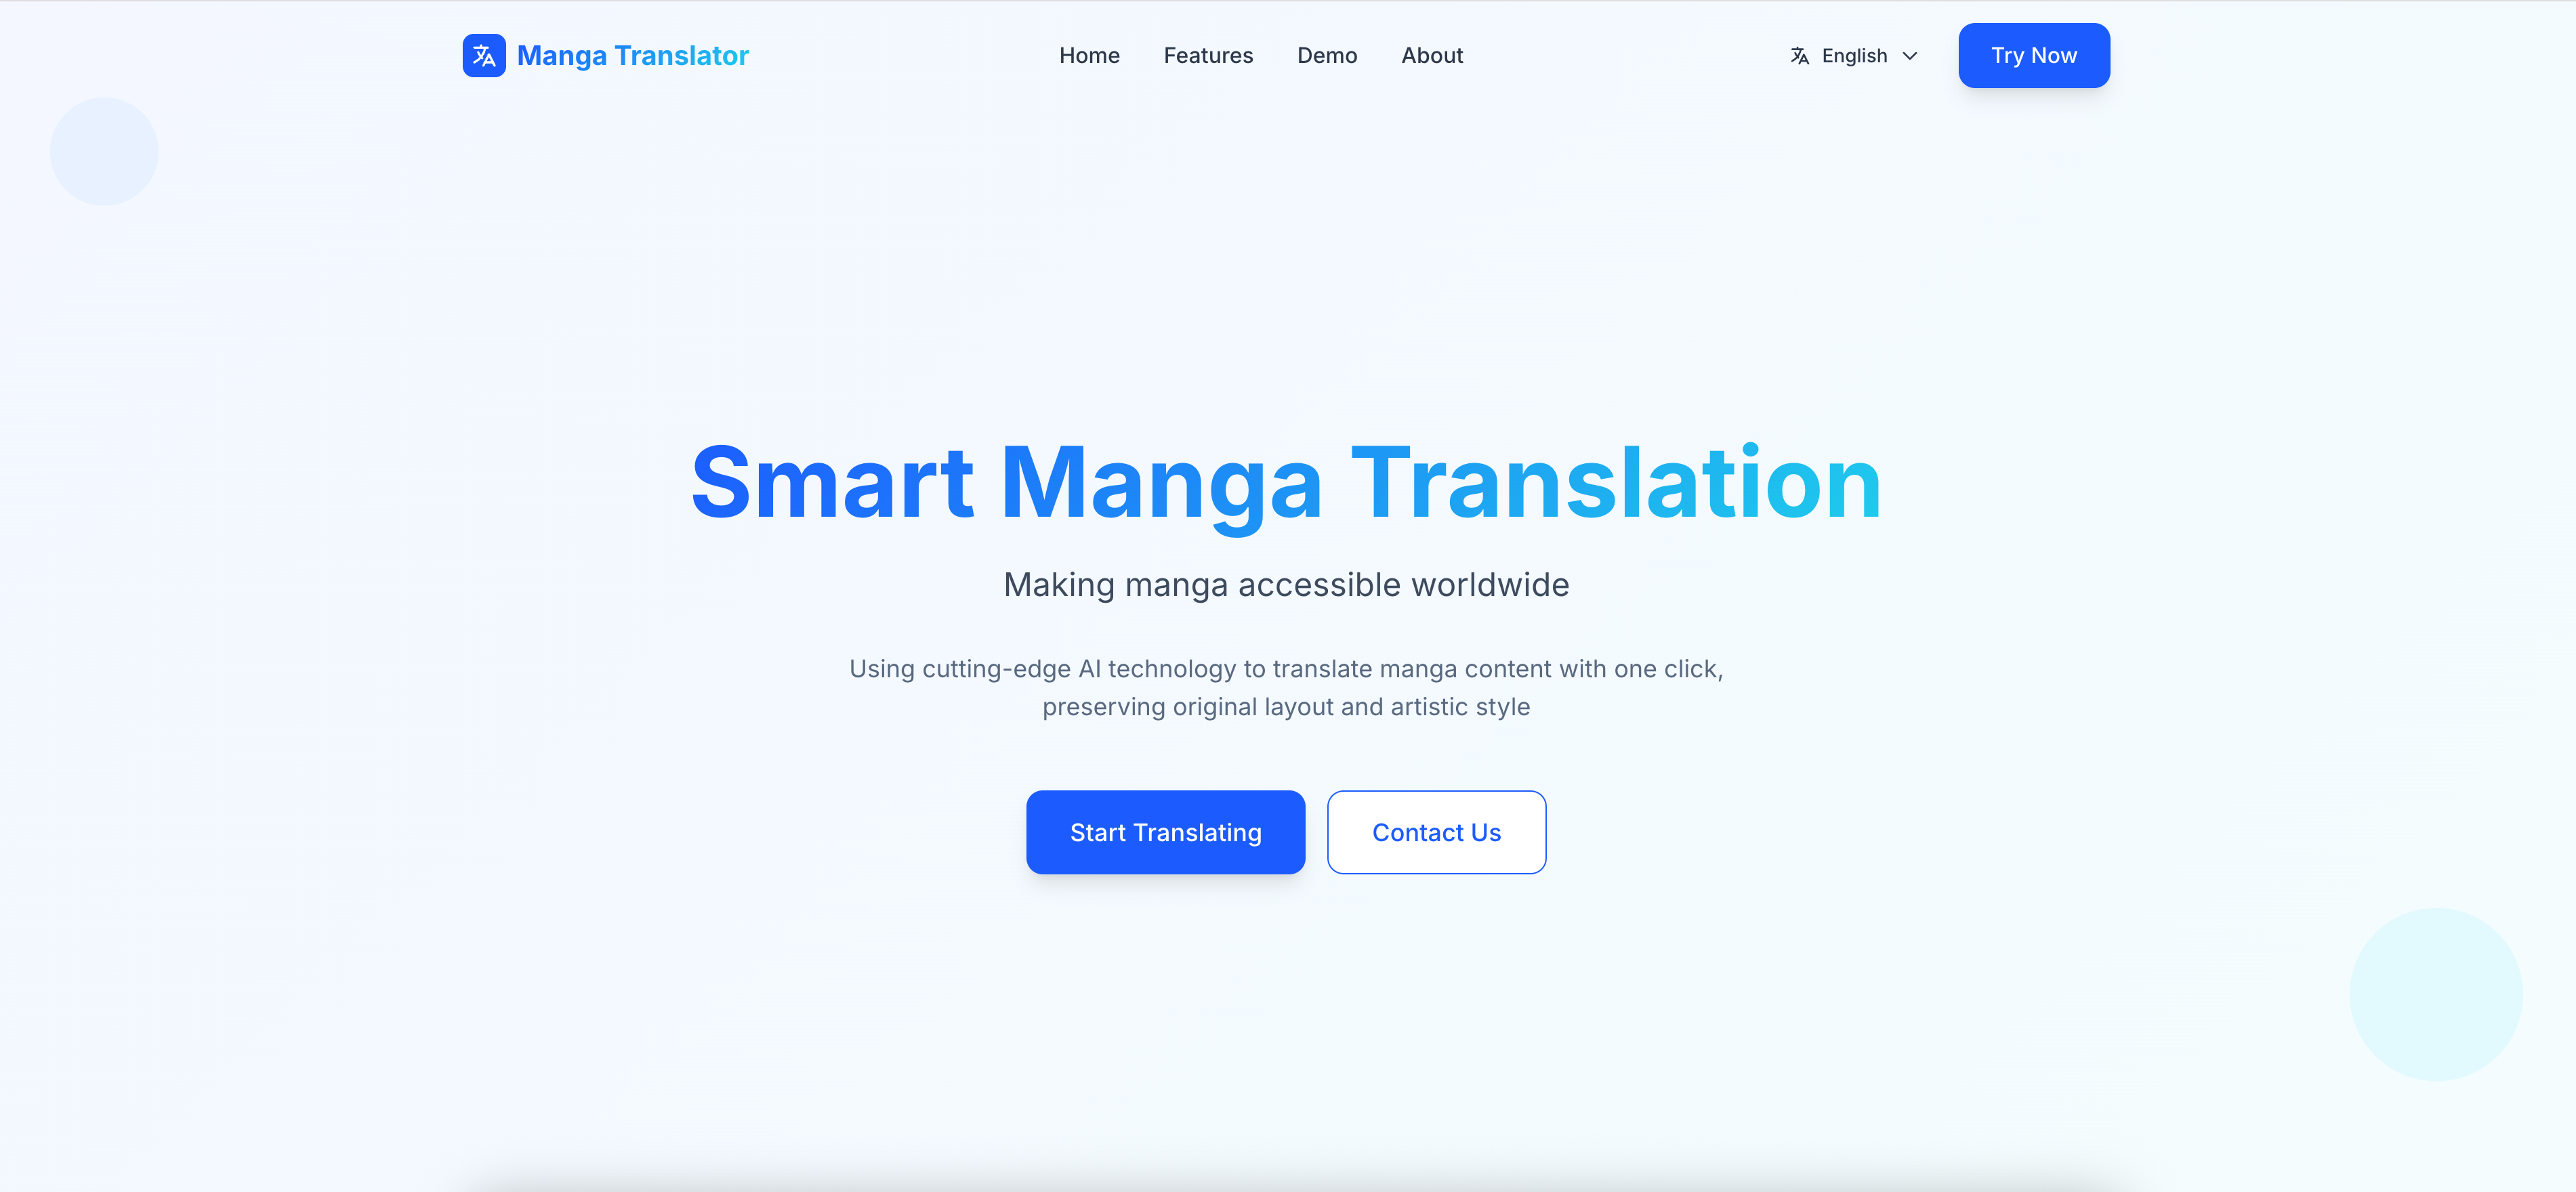 Manga Translator
Home
Features
Demo
About
English
Try Now
Smart Manga Translation
Making manga accessible worldwide
Using cutting-edge AI technology to translate manga content with one click,
preserving original layout and artistic style
Start Translating
Contact Us